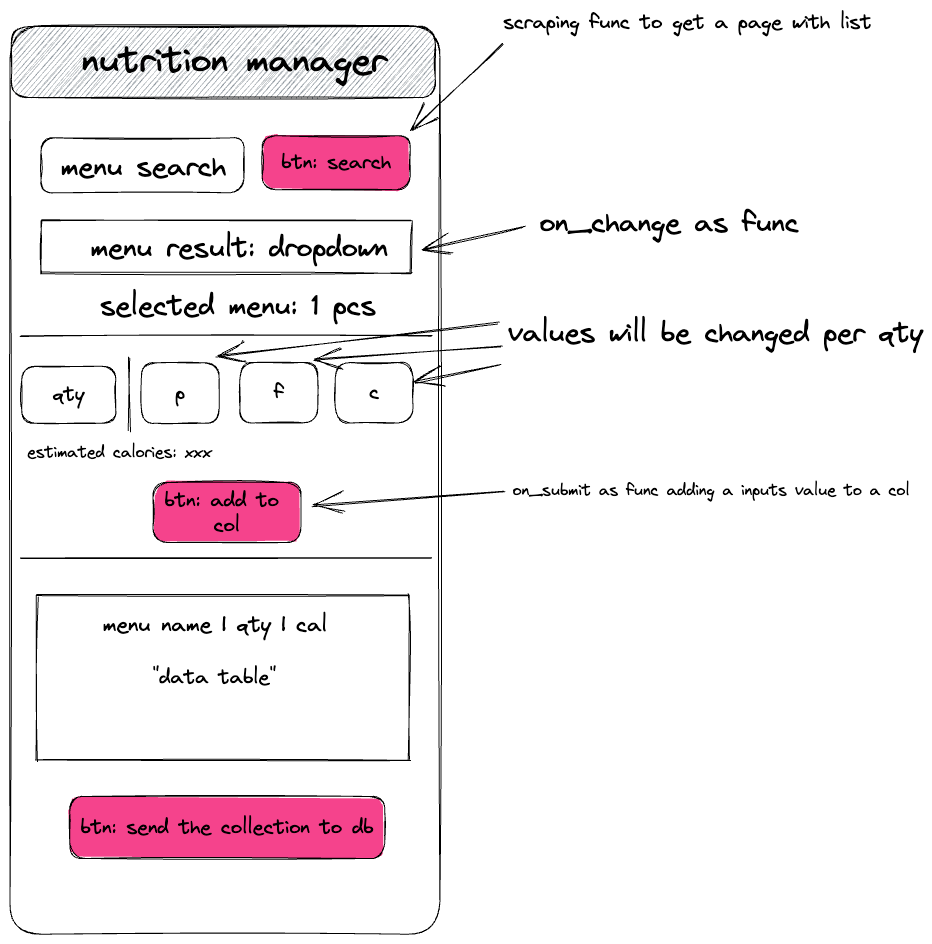 scraping func to get a page with list
nutrition manager
menu search
btn: search
menu result: dropdown
on_change as func
selected menu: 1 pcs
values will be changed per qty
qty
p
f
c
estimated calories: xxx
btn: add to
col
on_submit as func adding a inputs value to a col
menu name | qty | cal
"data table"
btn: send the collection to db